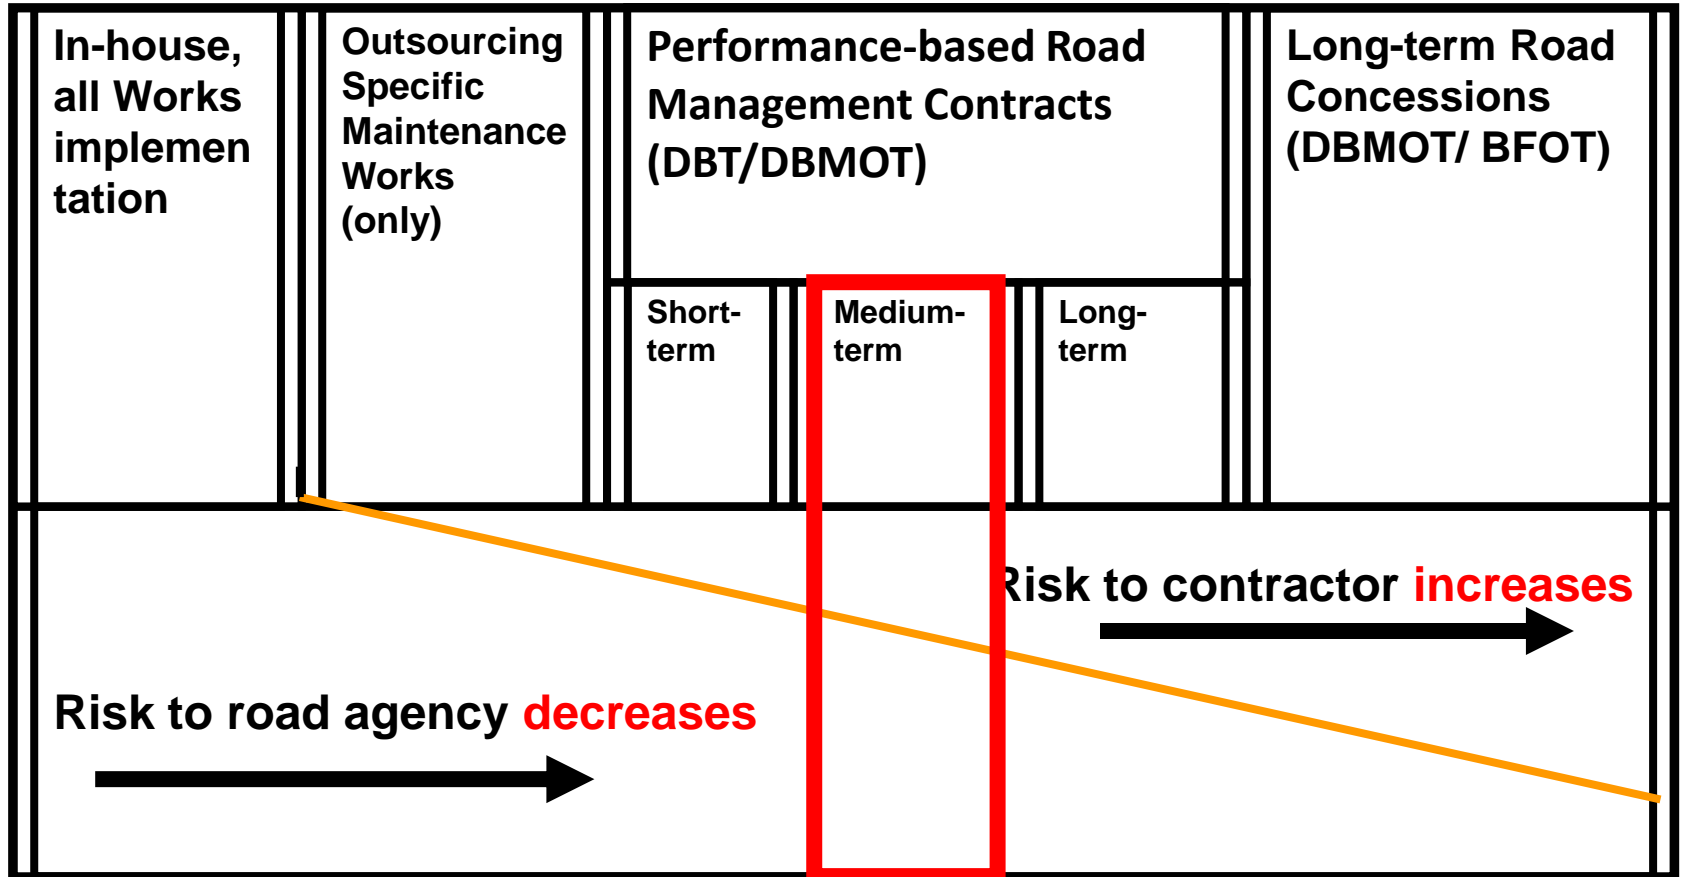 In-house,
all Works
implemen
tation
Outsourcing
Specific
Maintenance
Works
(only)
Performance-based Road
Management Contracts
(DBT/DBMOT)
Short-
term
Medium-
term
Long-
term
Long-term Road
Concessions
(DBMOT/ BFOT)
Risk to contractor increases
Risk to road agency decreases